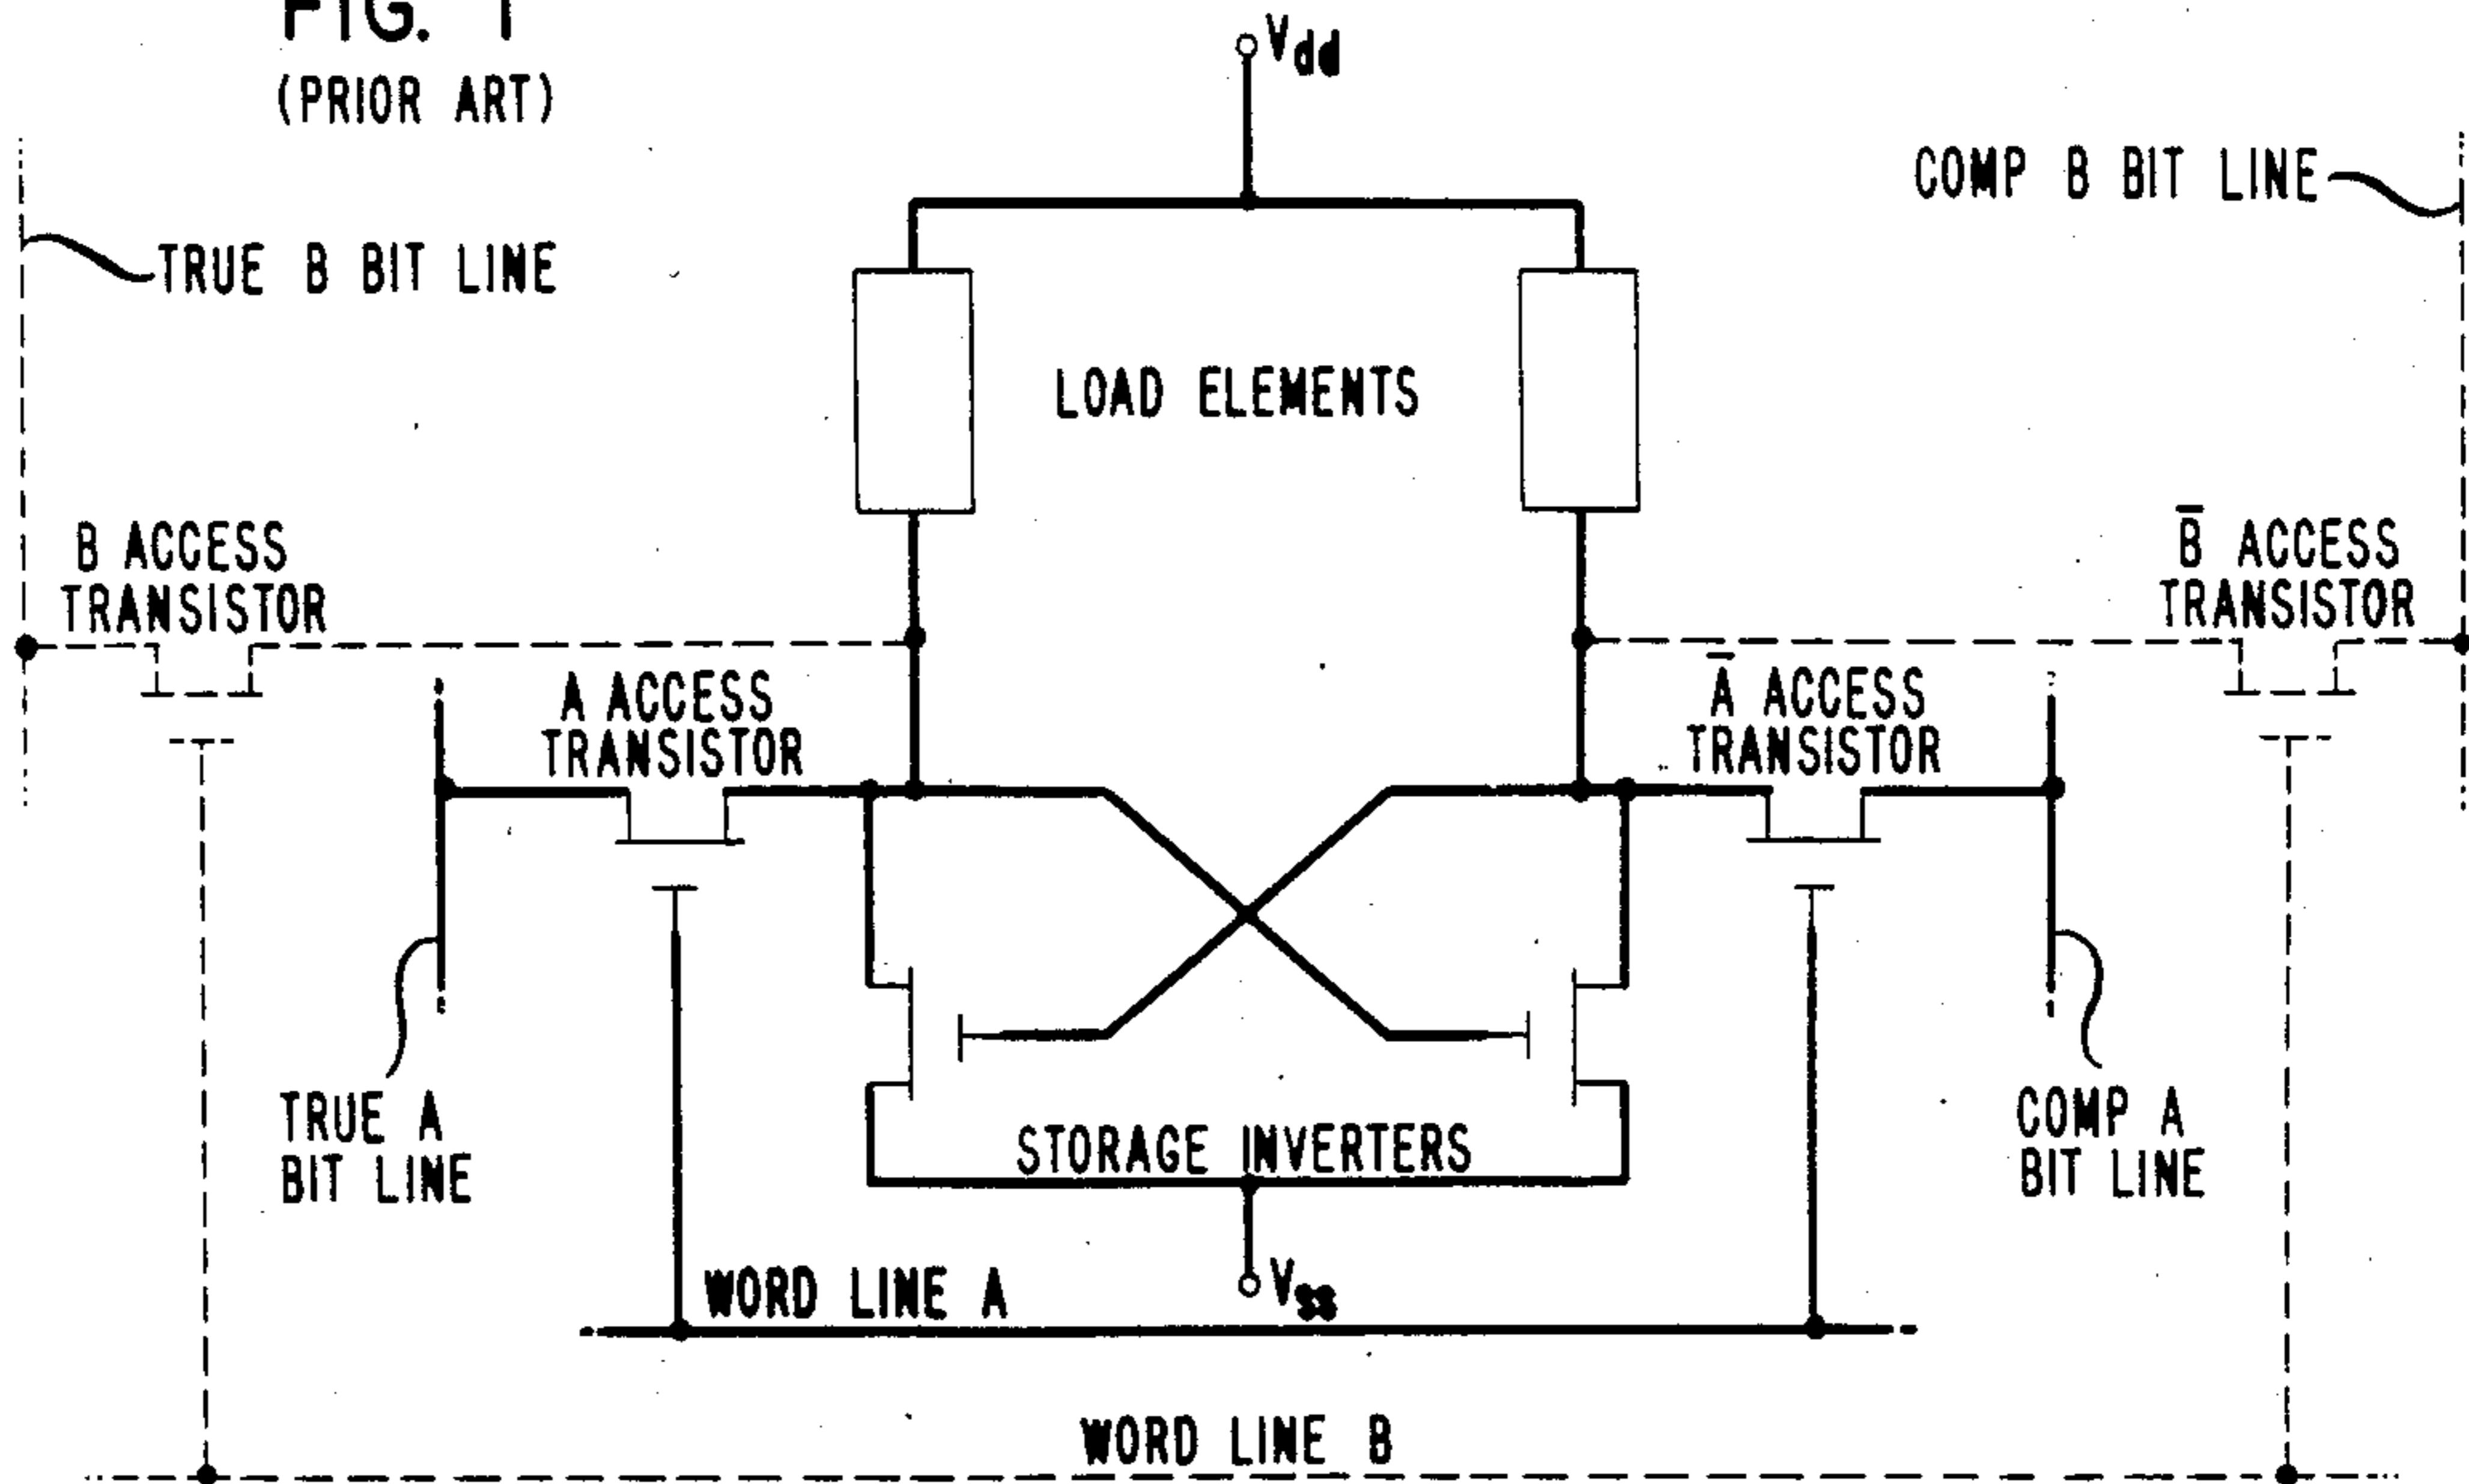 FIG. 1
(PRIOR ART)
Vdd
COMP B BIT LINE
TRUE B BIT LINE
LOAD ELEMENTS
B ACCESS
TRANSISTOR
B̅ ACCESS
TRANSISTOR
A ACCESS
TRANSISTOR
A̅ ACCESS
TRANSISTOR
TRUE A
BIT LINE
STORAGE INVERTERS
COMP A
BIT LINE
WORD LINE A
Vss
WORD LINE B